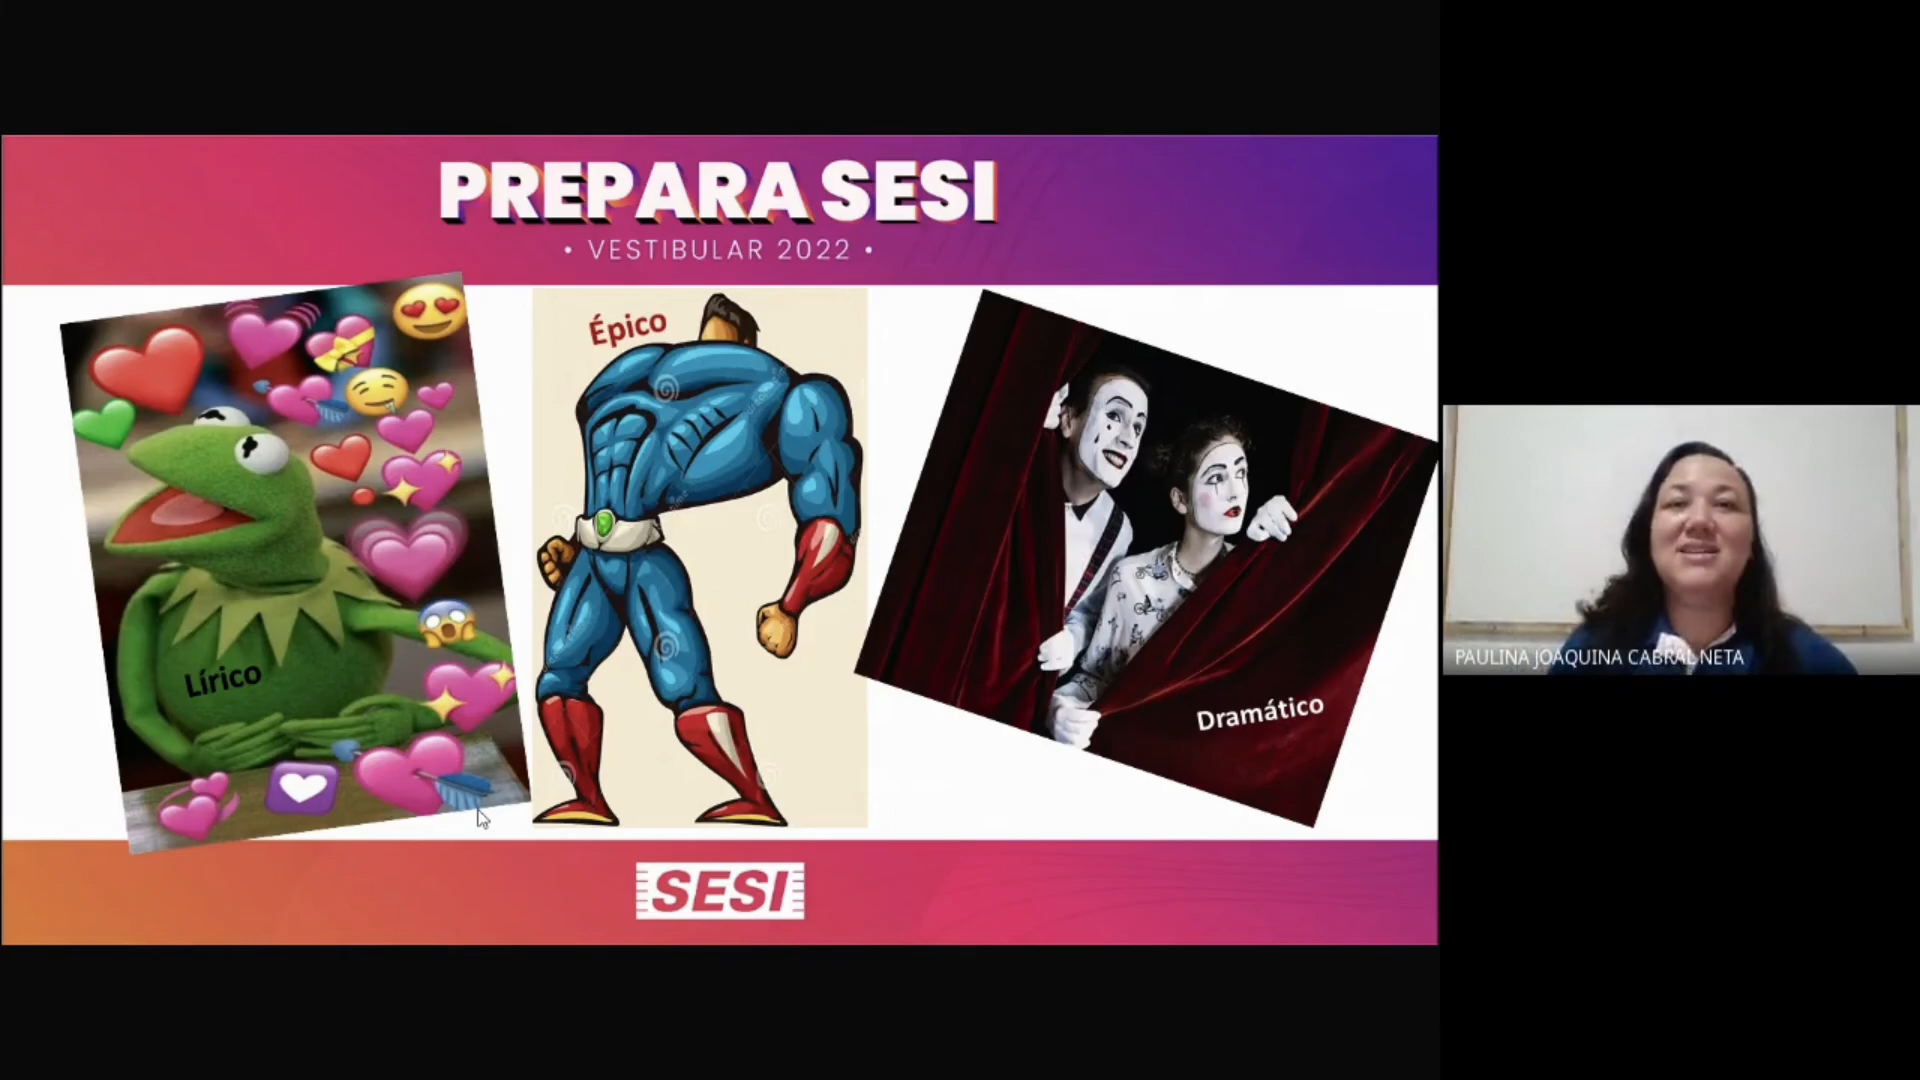 PREPARA SESI
• VESTIBULAR 2022 •
Lírico
Épico
Dramático
SESI
PAULINA JOAQUINA CABRAL NETA